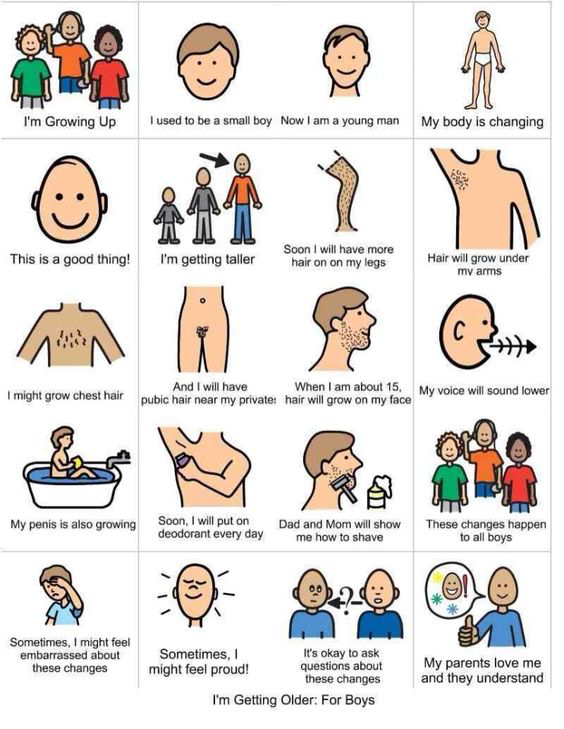 I'm Growing Up
I used to be a small boy
Now I am a young man
My body is changing
This is a good thing!
I'm getting taller
Soon I will have more
hair on on my legs
Hair will grow under
my arms
I might grow chest hair
And I will have
pubic hair near my privates
When I am about 15,
hair will grow on my face
My voice will sound lower
My penis is also growing
Soon, I will put on
deodorant every day
Dad and Mom will show
me how to shave
These changes happen
to all boys
Sometimes, I might feel
embarrassed about
these changes
Sometimes, I
might feel proud!
It's okay to ask
questions about
these changes
My parents love me
and they understand
I'm Getting Older: For Boys